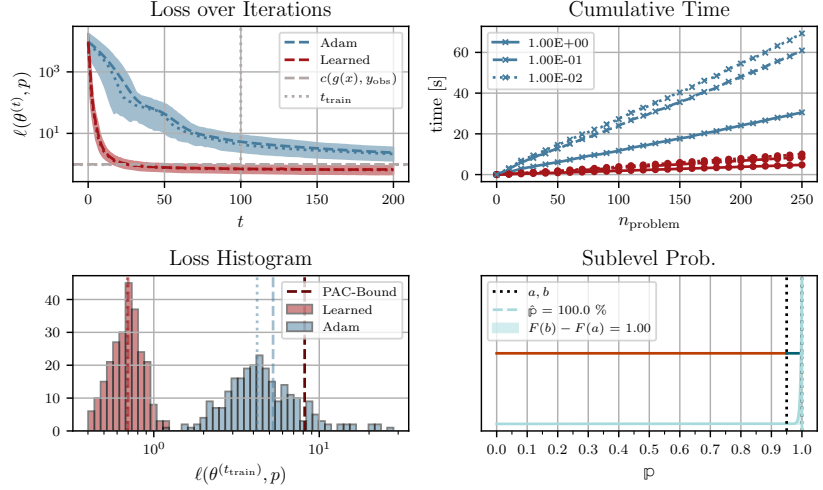 Loss over Iterations
ℓ(θ^(t), p)
10^3
10^1
Adam
Learned
c(g(x), y_obs)
t_train
0 50 100 150 200
t
Cumulative Time
time [s]
60
40
20
0
1.00E+00
1.00E-01
1.00E-02
0 50 100 150 200 250
n_problem
Loss Histogram
40
30
20
10
0
PAC-Bound
Learned
Adam
10^0 10^1
ℓ(θ^(t_train), p)
Sublevel Prob.
a, b
p̂ = 100.0 %
F(b) − F(a) = 1.00
0.0 0.1 0.2 0.3 0.4 0.5 0.6 0.7 0.8 0.9 1.0
p